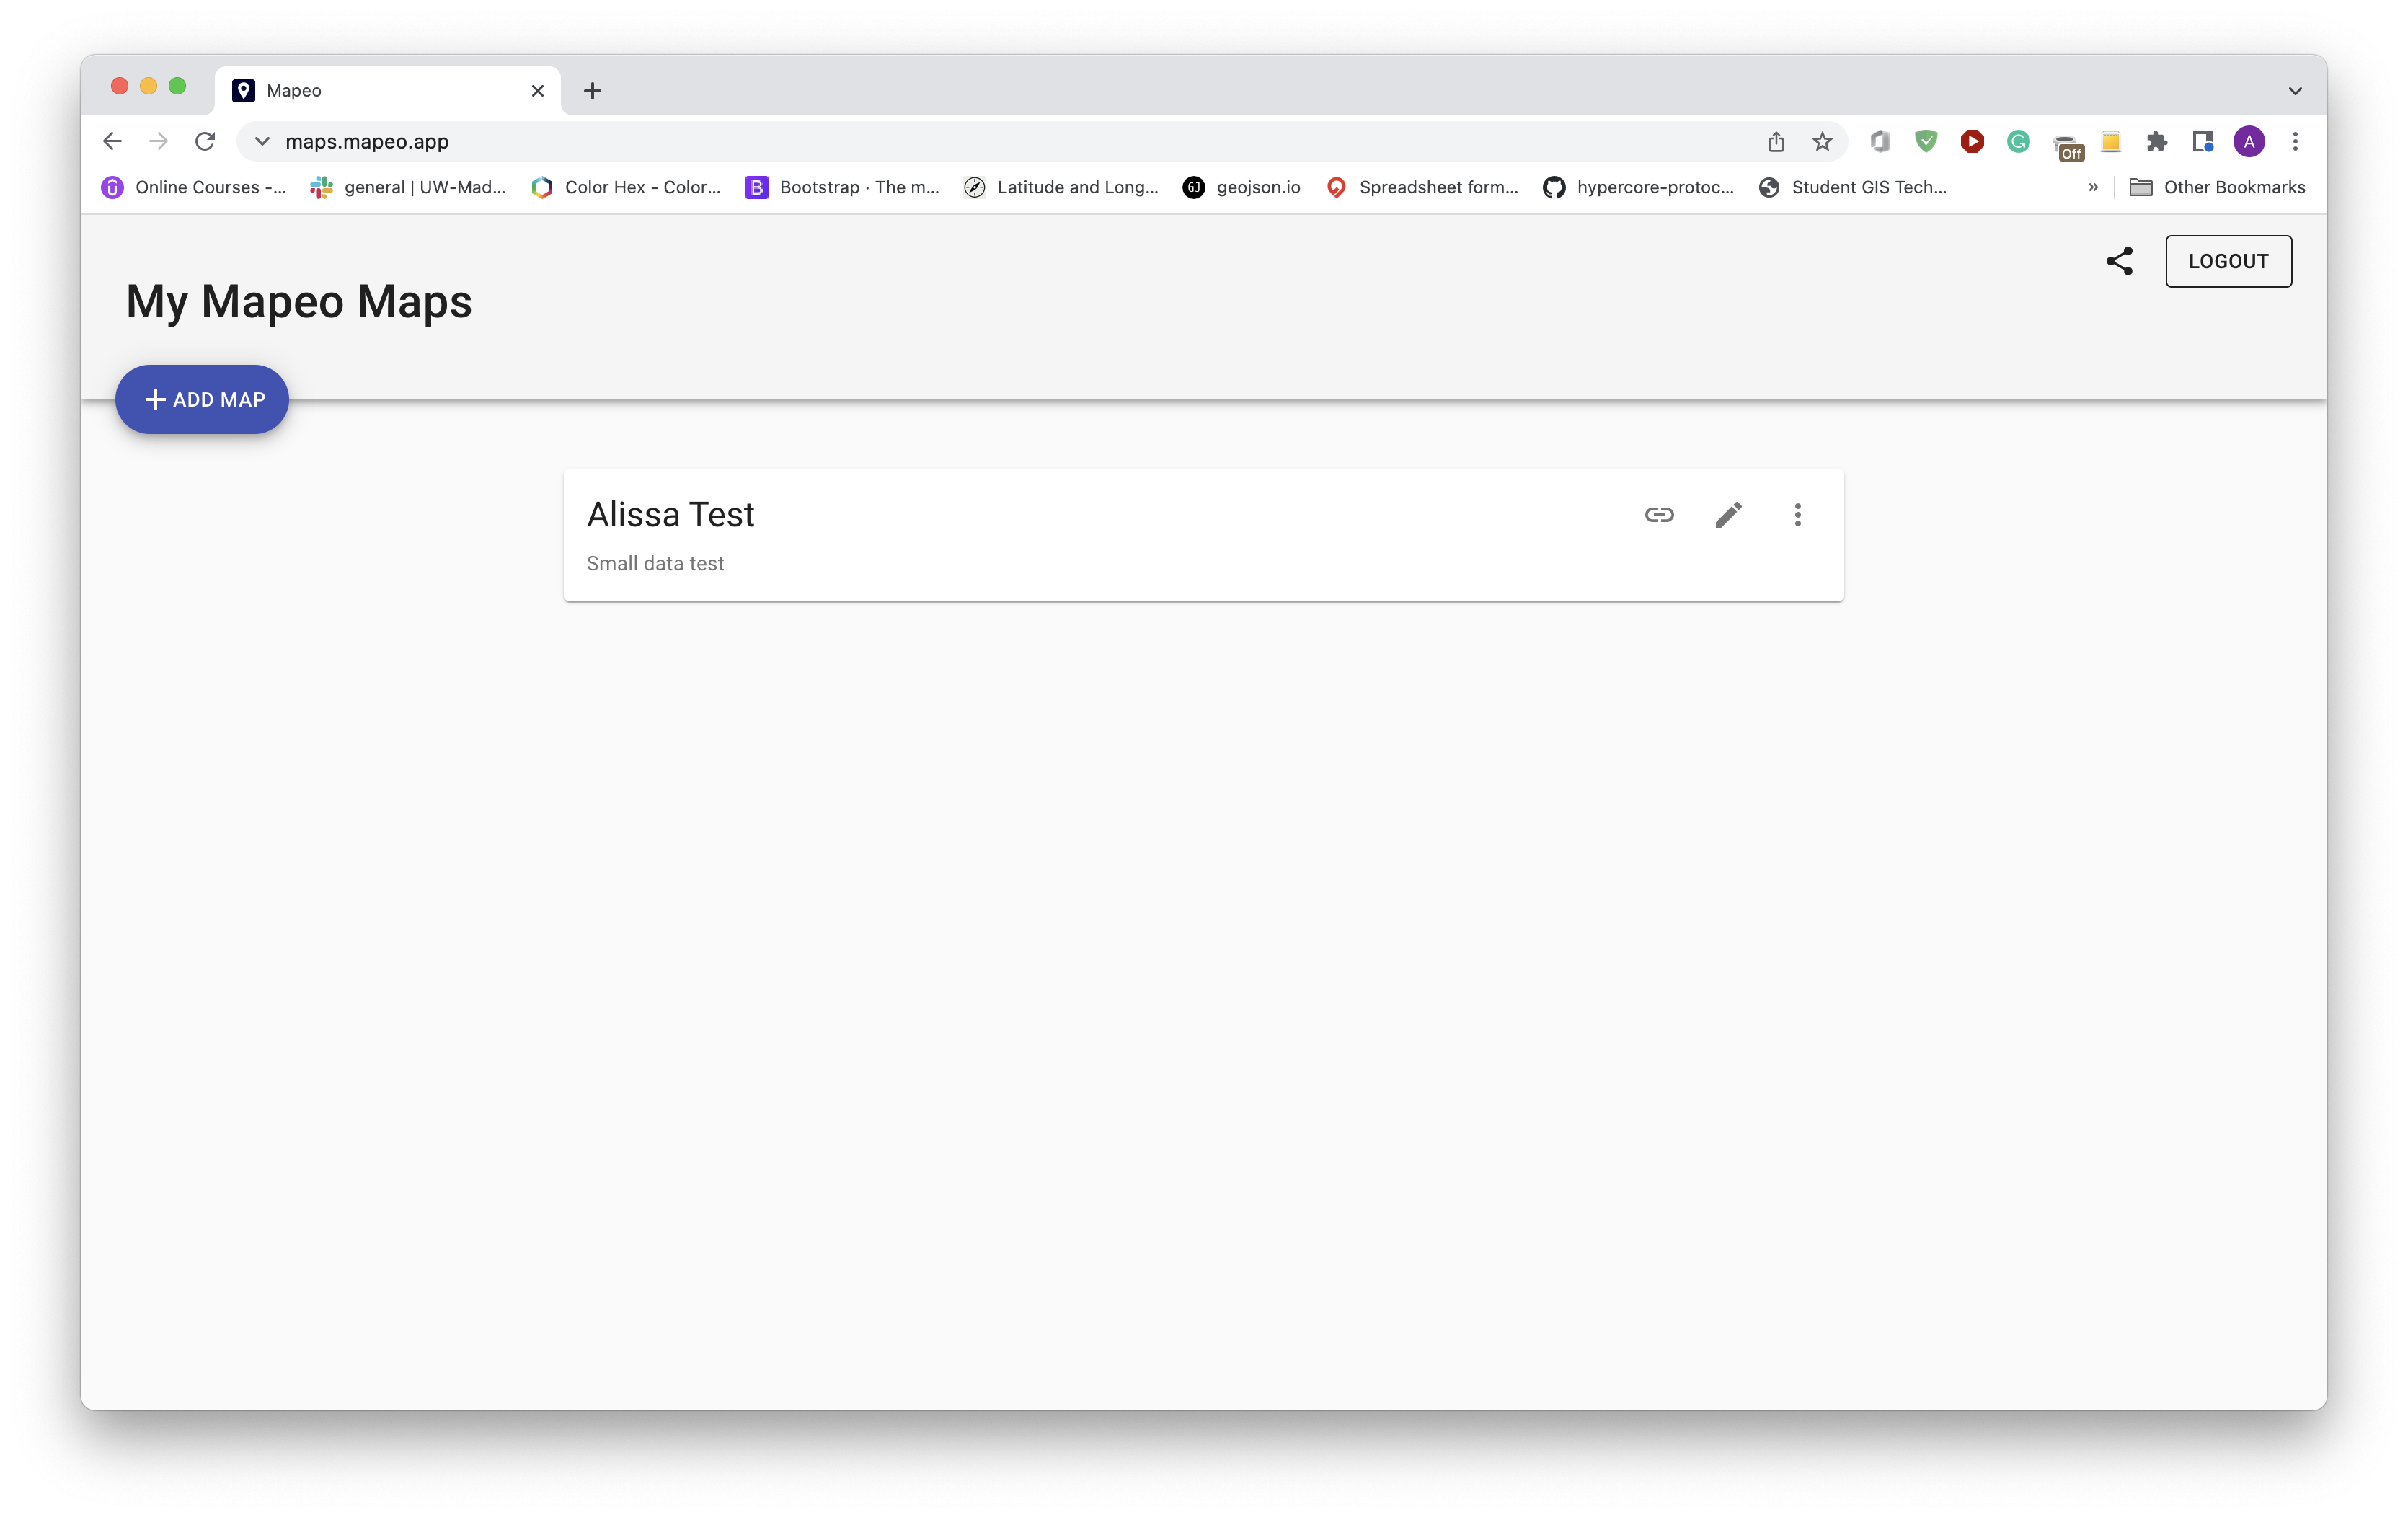 Mapeo
maps.mapeo.app
Off
A
Online Courses -...
general | UW-Mad...
Color Hex - Color...
B
Bootstrap · The m...
Latitude and Long...
GJ
geojson.io
Spreadsheet form...
hypercore-protoc...
Student GIS Tech...
»
Other Bookmarks
LOGOUT
My Mapeo Maps
+ ADD MAP
Alissa Test
Small data test